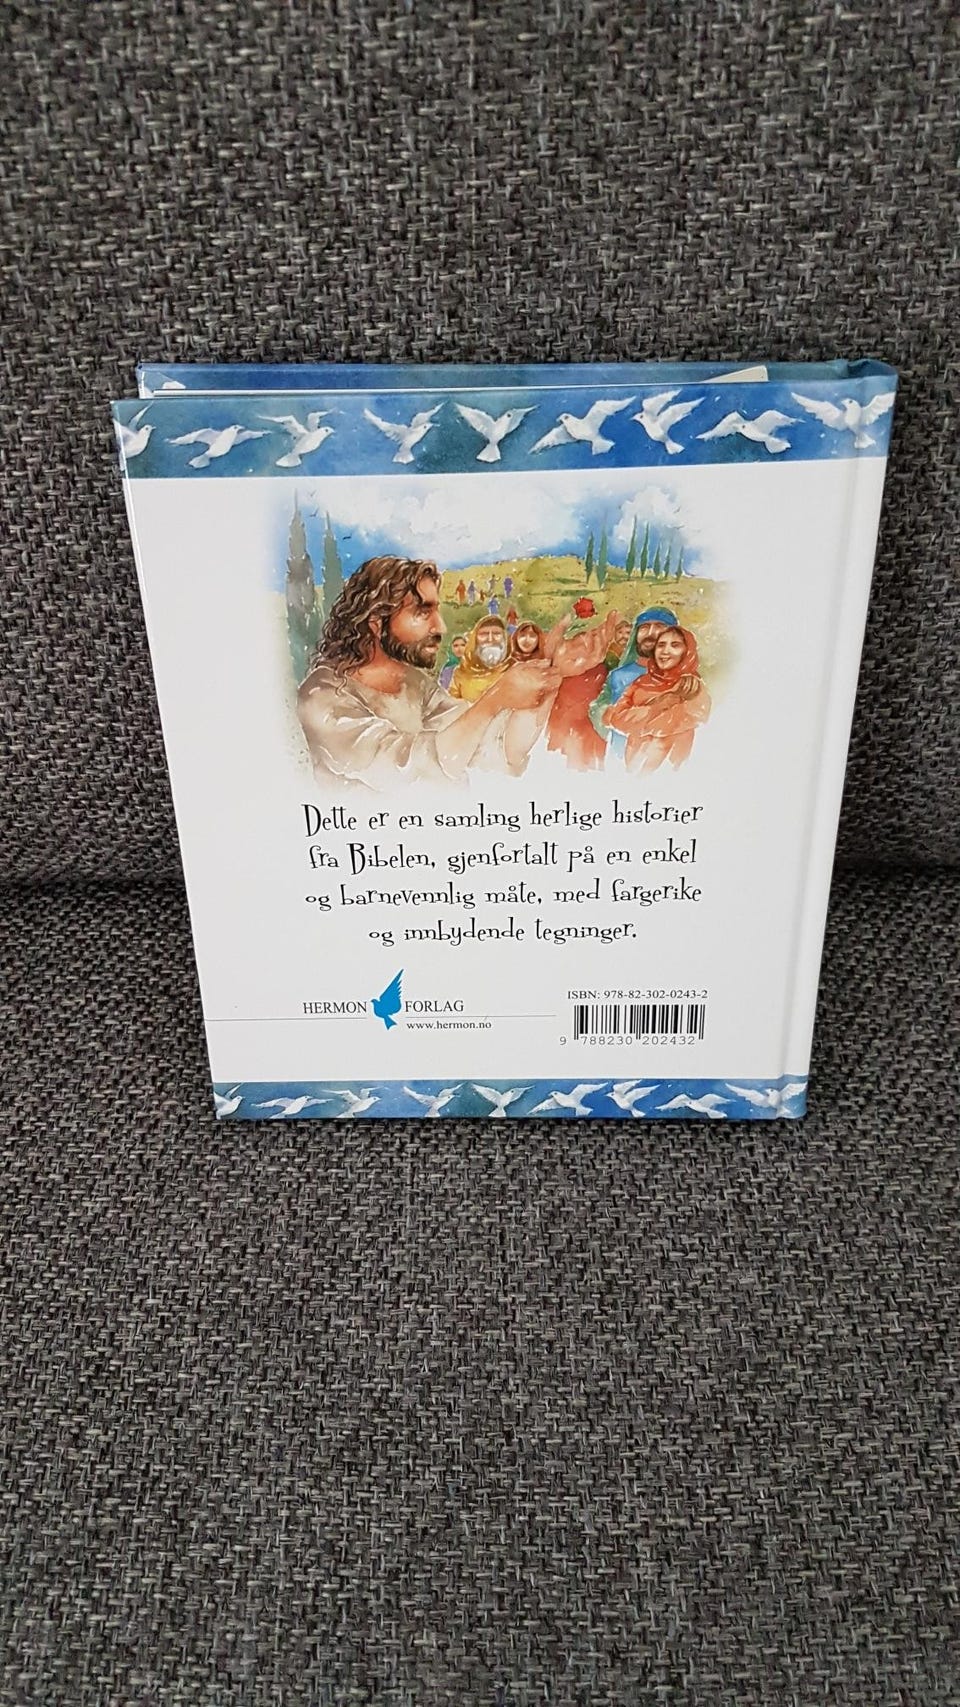 Dette er en samling herlige historier
fra Bibelen, gjenfortalt på en enkel
og barnevennlig måte, med fargerike
og innbydende tegninger.
HERMON FORLAG
www.hermon.no
ISBN: 978-82-302-0243-2
9 788230 202432